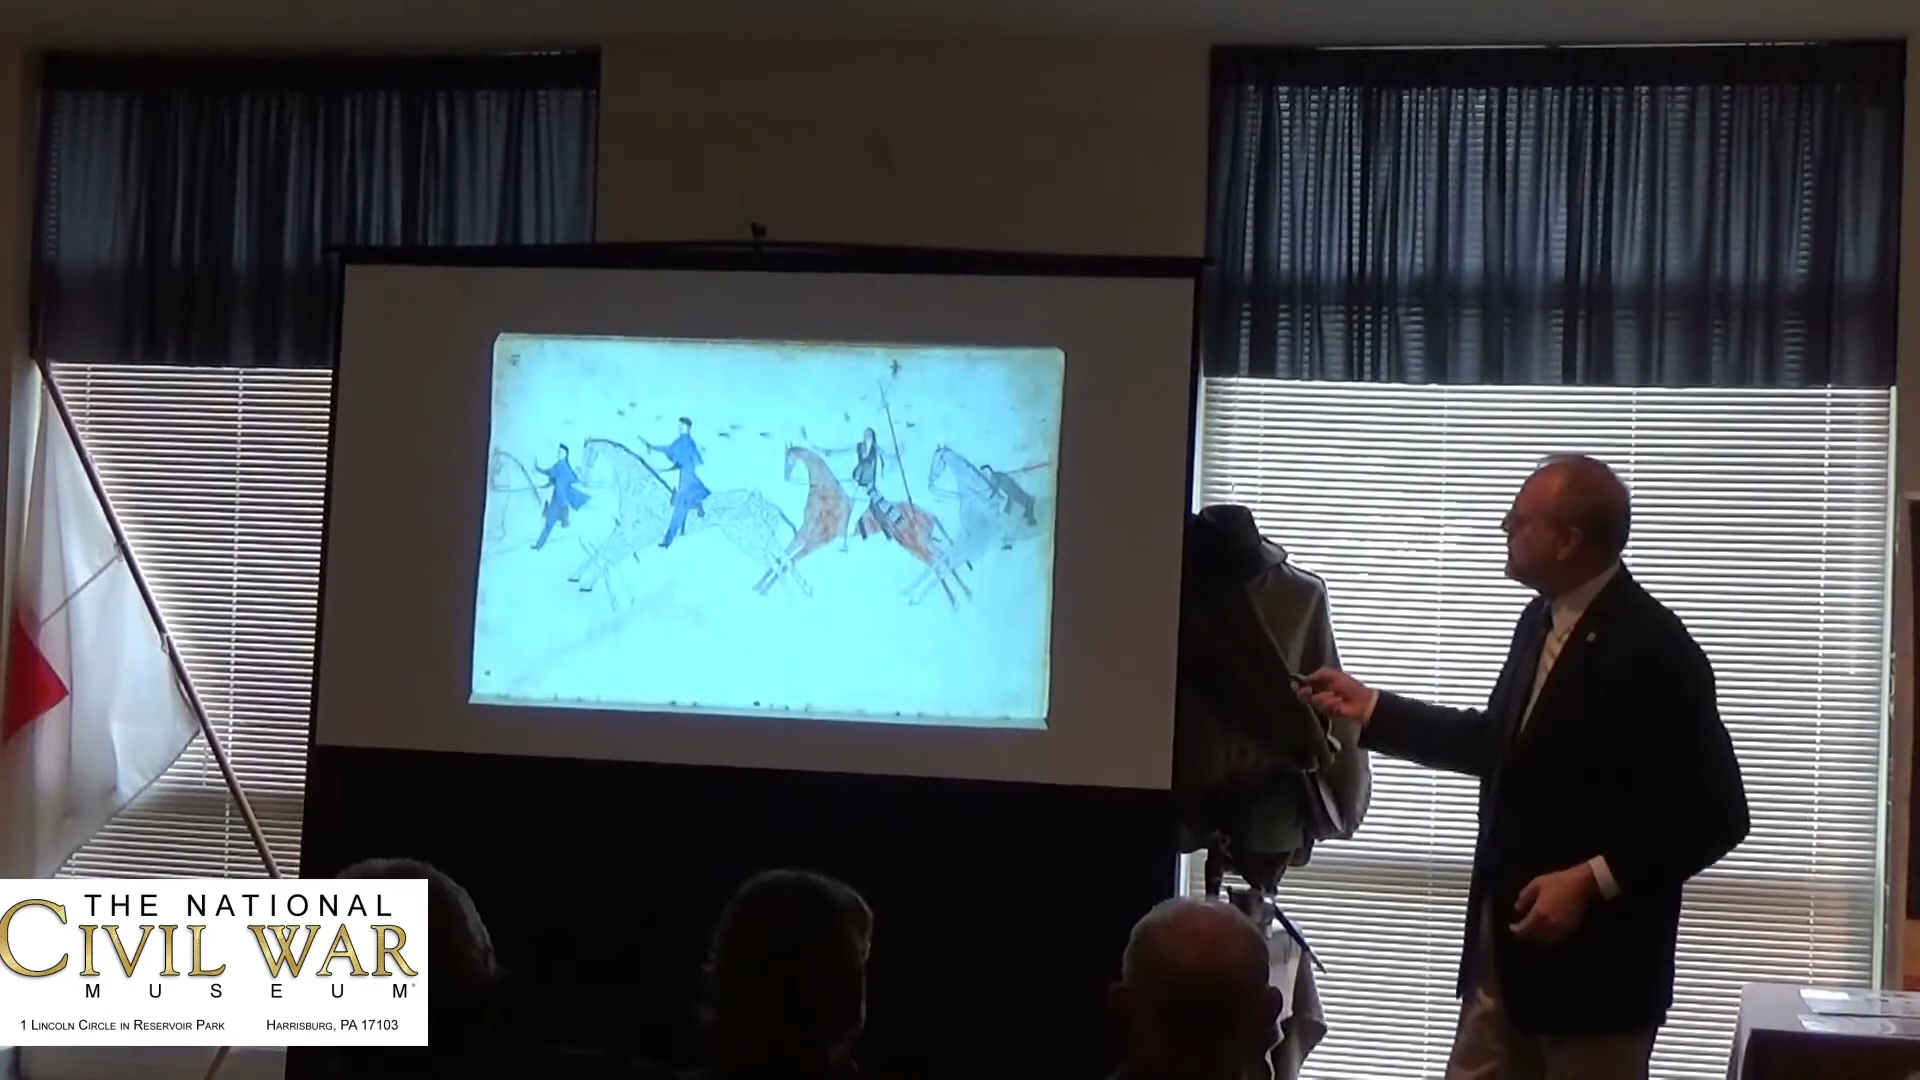 THE NATIONAL
CIVIL WAR
MUSEUM®
1 LINCOLN CIRCLE IN RESERVOIR PARK HARRISBURG, PA 17103